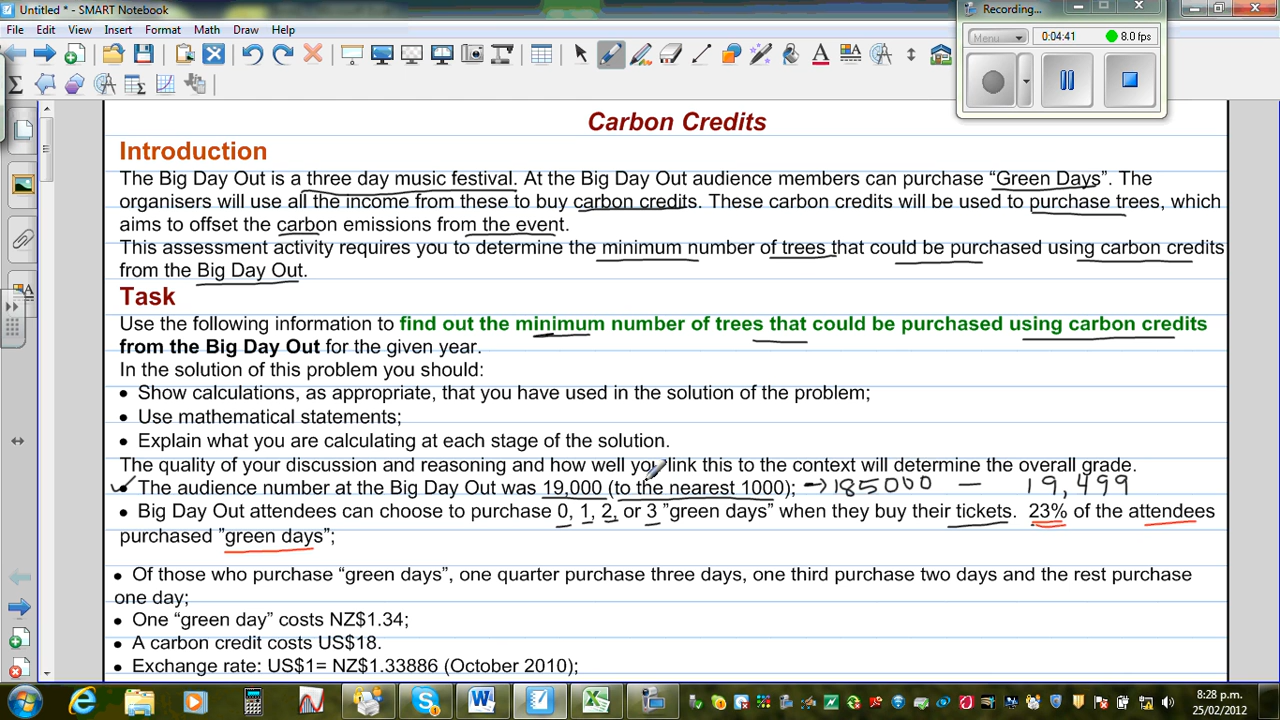 Untitled * - SMART Notebook
Recording...
File Edit View Insert Format Math Draw Help
Menu 0:04:41 8.0 fps
Carbon Credits
Introduction
The Big Day Out is a three day music festival. At the Big Day Out audience members can purchase “Green Days”. The
organisers will use all the income from these to buy carbon credits. These carbon credits will be used to purchase trees, which
aims to offset the carbon emissions from the event.
This assessment activity requires you to determine the minimum number of trees that could be purchased using carbon credits
from the Big Day Out.
Task
Use the following information to find out the minimum number of trees that could be purchased using carbon credits
from the Big Day Out for the given year.
In the solution of this problem you should:
• Show calculations, as appropriate, that you have used in the solution of the problem;
• Use mathematical statements;
• Explain what you are calculating at each stage of the solution.
The quality of your discussion and reasoning and how well you link this to the context will determine the overall grade.
• The audience number at the Big Day Out was 19,000 (to the nearest 1000); → 185000 – 19,499
• Big Day Out attendees can choose to purchase 0, 1, 2, or 3 ”green days” when they buy their tickets. 23% of the attendees
purchased ”green days”;
• Of those who purchase “green days”, one quarter purchase three days, one third purchase two days and the rest purchase
one day;
• One “green day” costs NZ$1.34;
• A carbon credit costs US$18.
• Exchange rate: US$1= NZ$1.33886 (October 2010);
8:28 p.m.
25/02/2012